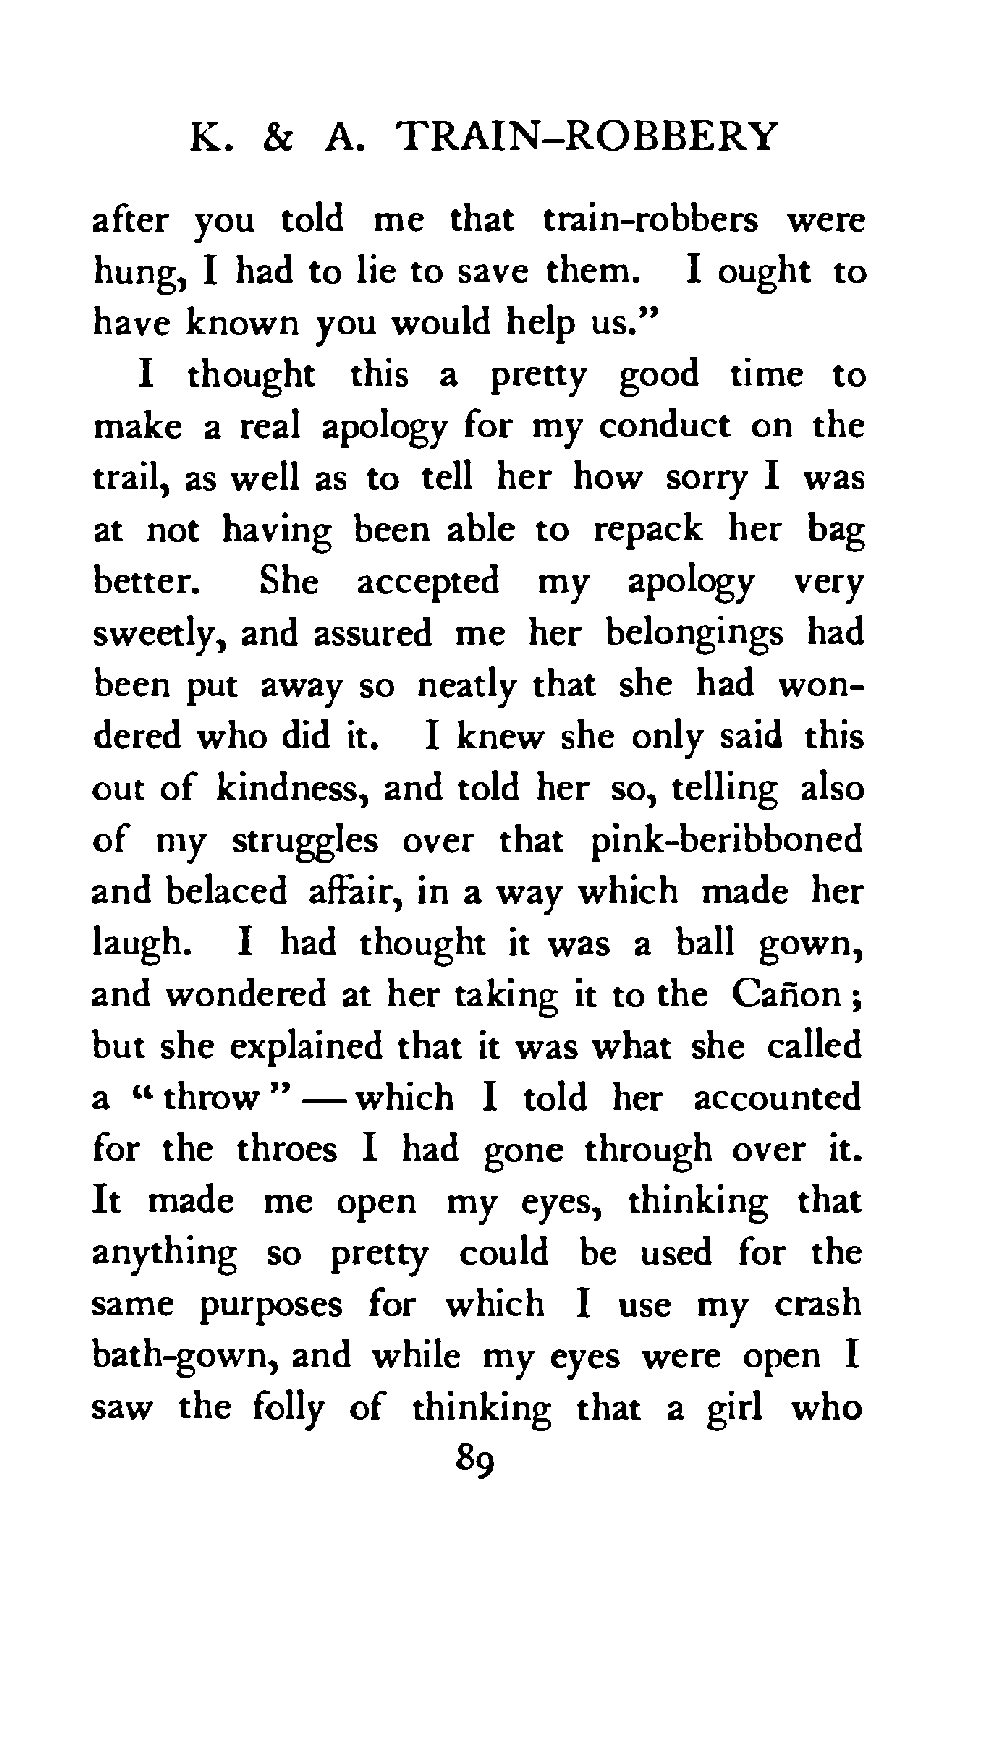 K. & A. TRAIN-ROBBERY
after you told me that train-robbers were
hung, I had to lie to save them. I ought to
have known you would help us.”
I thought this a pretty good time to
make a real apology for my conduct on the
trail, as well as to tell her how sorry I was
at not having been able to repack her bag
better. She accepted my apology very
sweetly, and assured me her belongings had
been put away so neatly that she had won-
dered who did it. I knew she only said this
out of kindness, and told her so, telling also
of my struggles over that pink-beribboned
and belaced affair, in a way which made her
laugh. I had thought it was a ball gown,
and wondered at her taking it to the Cañon ;
but she explained that it was what she called
a “ throw ” — which I told her accounted
for the throes I had gone through over it.
It made me open my eyes, thinking that
anything so pretty could be used for the
same purposes for which I use my crash
bath-gown, and while my eyes were open I
saw the folly of thinking that a girl who
89